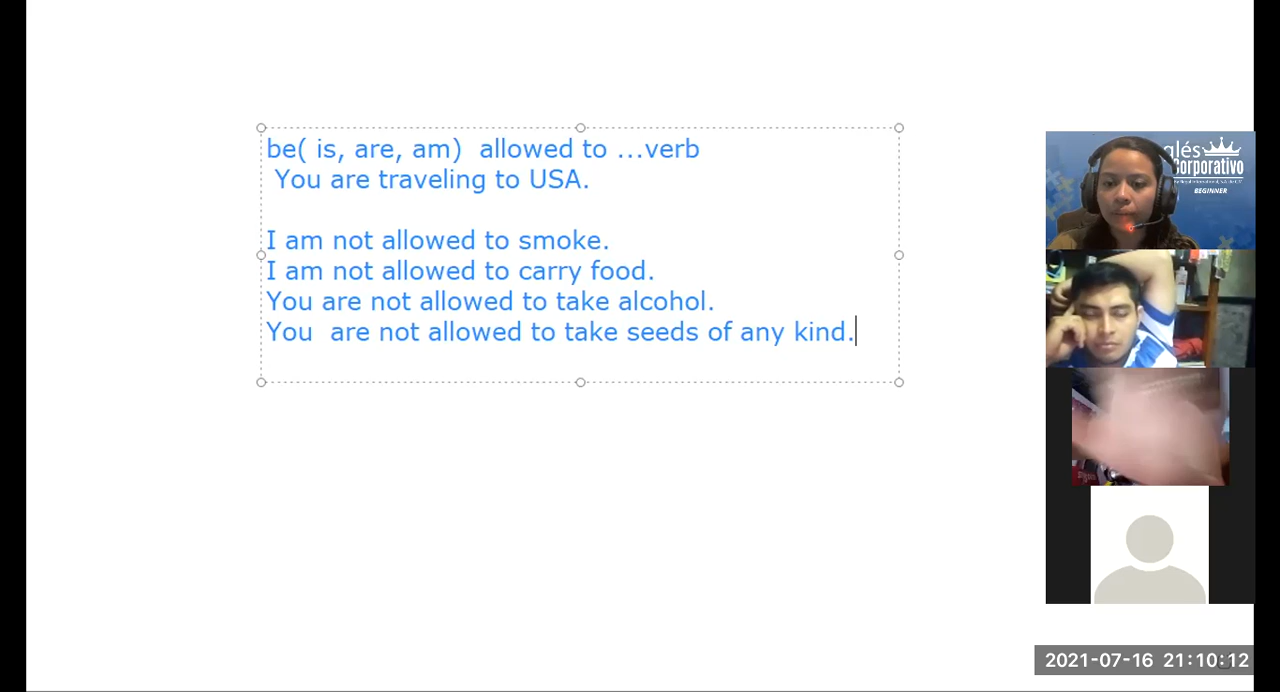 be( is, are, am)  allowed to ...verb
You are traveling to USA.
I am not allowed to smoke.
I am not allowed to carry food.
You are not allowed to take alcohol.
You  are not allowed to take seeds of any kind.
glés
Corporativo
BEGINNER
2021-07-16 21:10:12